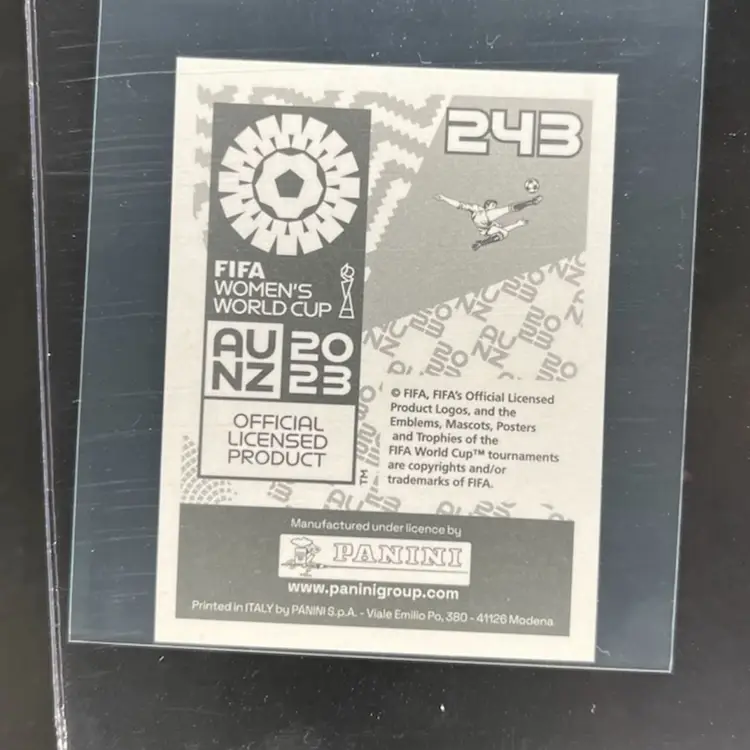 243
FIFA
WOMEN'S
WORLD CUP
AU 20
NZ 23
OFFICIAL
LICENSED
PRODUCT
TM
© FIFA, FIFA's Official Licensed
Product Logos, and the
Emblems, Mascots, Posters
and Trophies of the
FIFA World Cup™ tournaments
are copyrights and/or
trademarks of FIFA.
Manufactured under licence by
PANINI
www.paninigroup.com
Printed in ITALY by PANINI S.p.A. - Viale Emilio Po, 380 - 41126 Modena